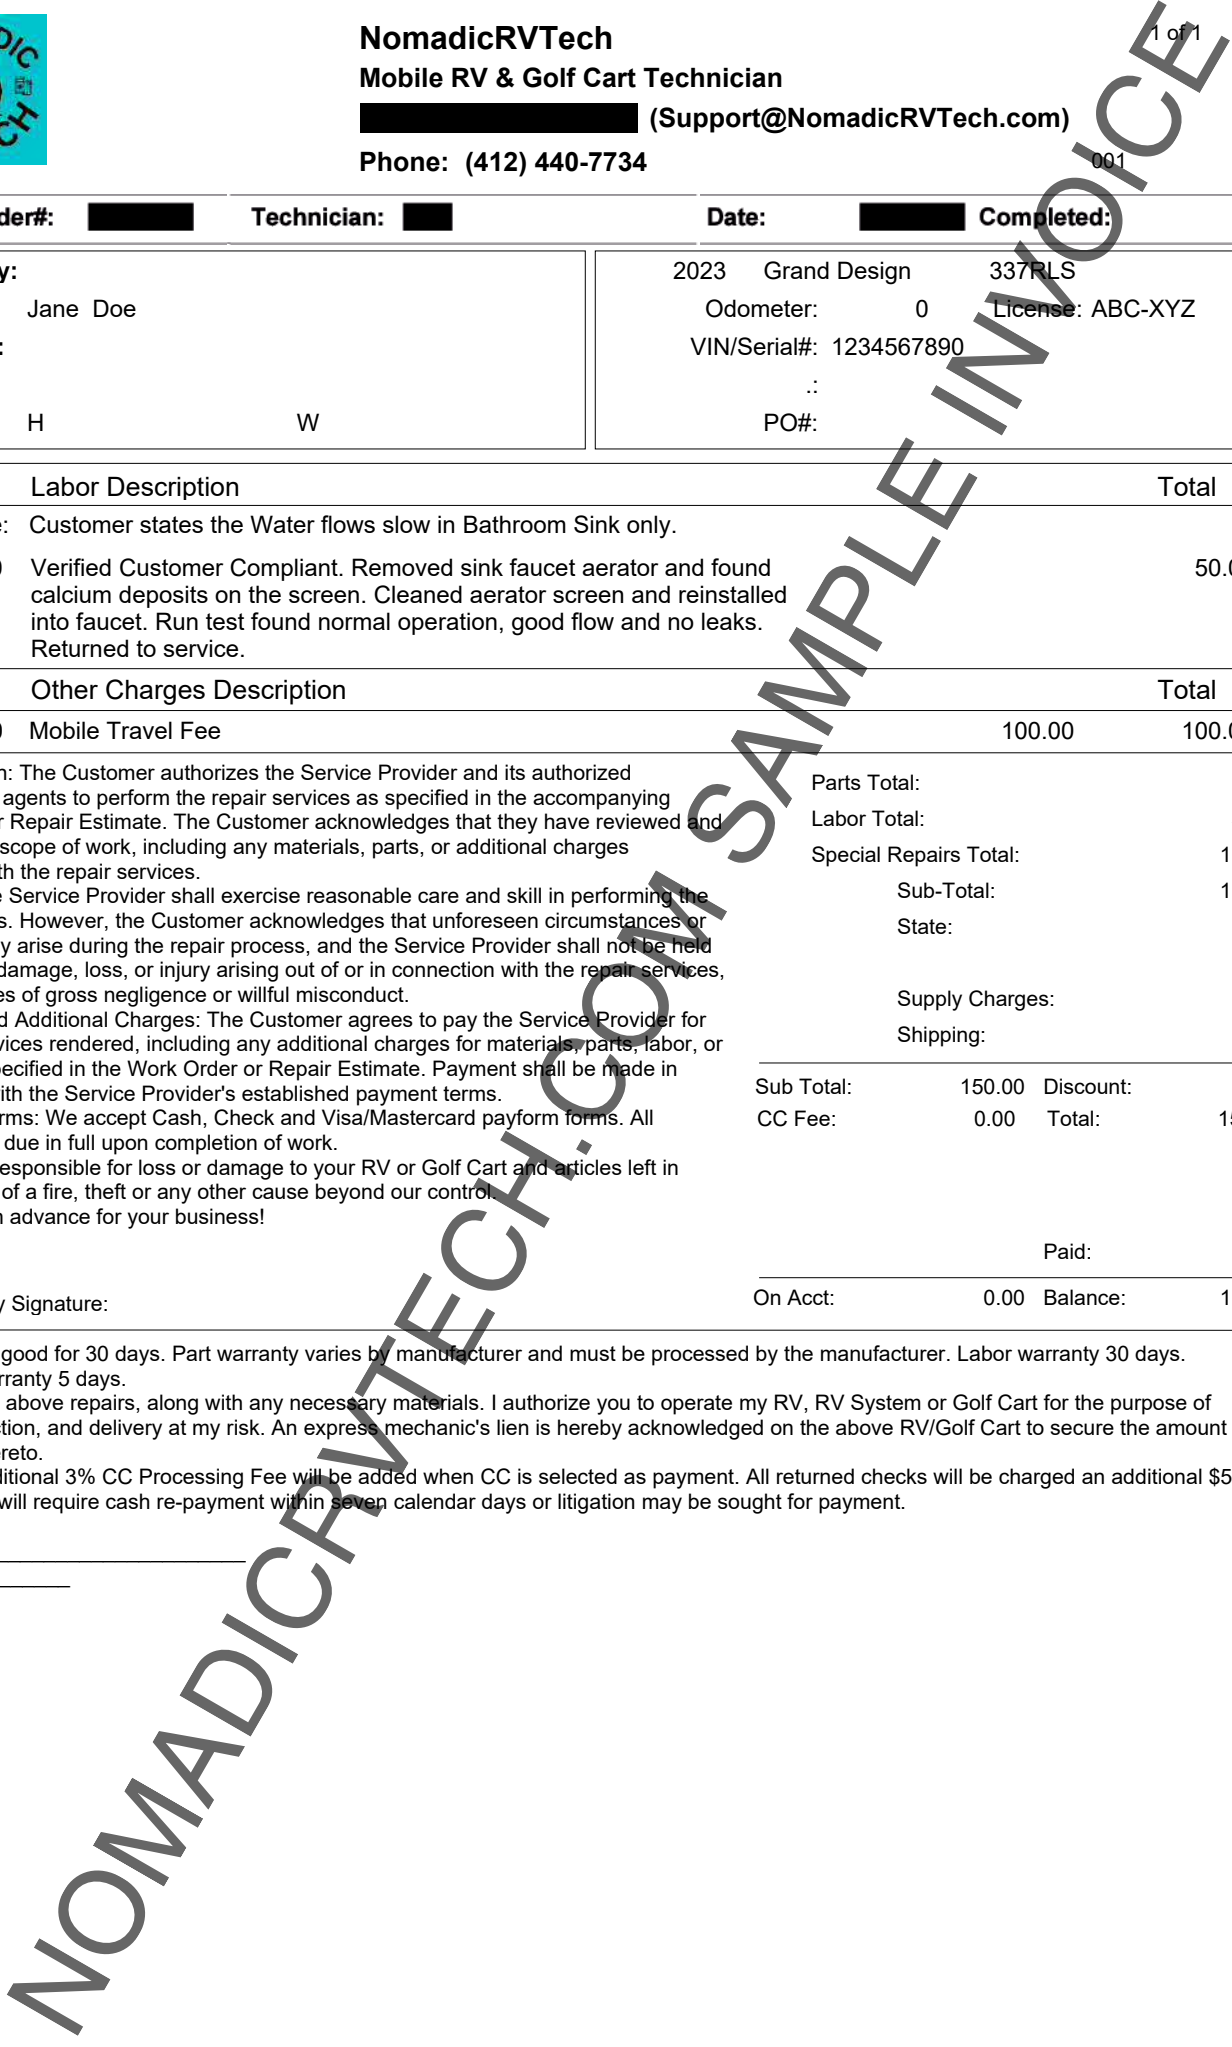 NomadicRVTech
1 of 1
Mobile RV & Golf Cart Technician
(Support@NomadicRVTech.com)
Phone: (412) 440-7734
001
der#: Technician: Date: Completed:
y:
2023 Grand Design 337RLS
Jane Doe
Odometer: 0 License: ABC-XYZ
:
VIN/Serial#: 1234567890
.:
H W
PO#:
Labor Description Total
e: Customer states the Water flows slow in Bathroom Sink only.
Verified Customer Compliant. Removed sink faucet aerator and found 50.0
calcium deposits on the screen. Cleaned aerator screen and reinstalled
into faucet. Run test found normal operation, good flow and no leaks.
Returned to service.
Other Charges Description Total
Mobile Travel Fee 100.00 100.0
n: The Customer authorizes the Service Provider and its authorized
agents to perform the repair services as specified in the accompanying
r Repair Estimate. The Customer acknowledges that they have reviewed and
scope of work, including any materials, parts, or additional charges
th the repair services.
e Service Provider shall exercise reasonable care and skill in performing the
s. However, the Customer acknowledges that unforeseen circumstances or
y arise during the repair process, and the Service Provider shall not be held
damage, loss, or injury arising out of or in connection with the repair services,
es of gross negligence or willful misconduct.
d Additional Charges: The Customer agrees to pay the Service Provider for
vices rendered, including any additional charges for materials, parts, labor, or
pecified in the Work Order or Repair Estimate. Payment shall be made in
ith the Service Provider's established payment terms.
rms: We accept Cash, Check and Visa/Mastercard payform forms. All
due in full upon completion of work.
esponsible for loss or damage to your RV or Golf Cart and articles left in
of a fire, theft or any other cause beyond our control.
n advance for your business!
y Signature:
Parts Total:
Labor Total:
Special Repairs Total: 1
Sub-Total: 1
State:
Supply Charges:
Shipping:
Sub Total: 150.00 Discount:
CC Fee: 0.00 Total: 15
Paid:
On Acct: 0.00 Balance: 1
good for 30 days. Part warranty varies by manufacturer and must be processed by the manufacturer. Labor warranty 30 days.
rranty 5 days.
above repairs, along with any necessary materials. I authorize you to operate my RV, RV System or Golf Cart for the purpose of
tion, and delivery at my risk. An express mechanic's lien is hereby acknowledged on the above RV/Golf Cart to secure the amount
reto.
ditional 3% CC Processing Fee will be added when CC is selected as payment. All returned checks will be charged an additional $5
will require cash re-payment within seven calendar days or litigation may be sought for payment.
NOMADICRVTECH.COM SAMPLE INVOICE